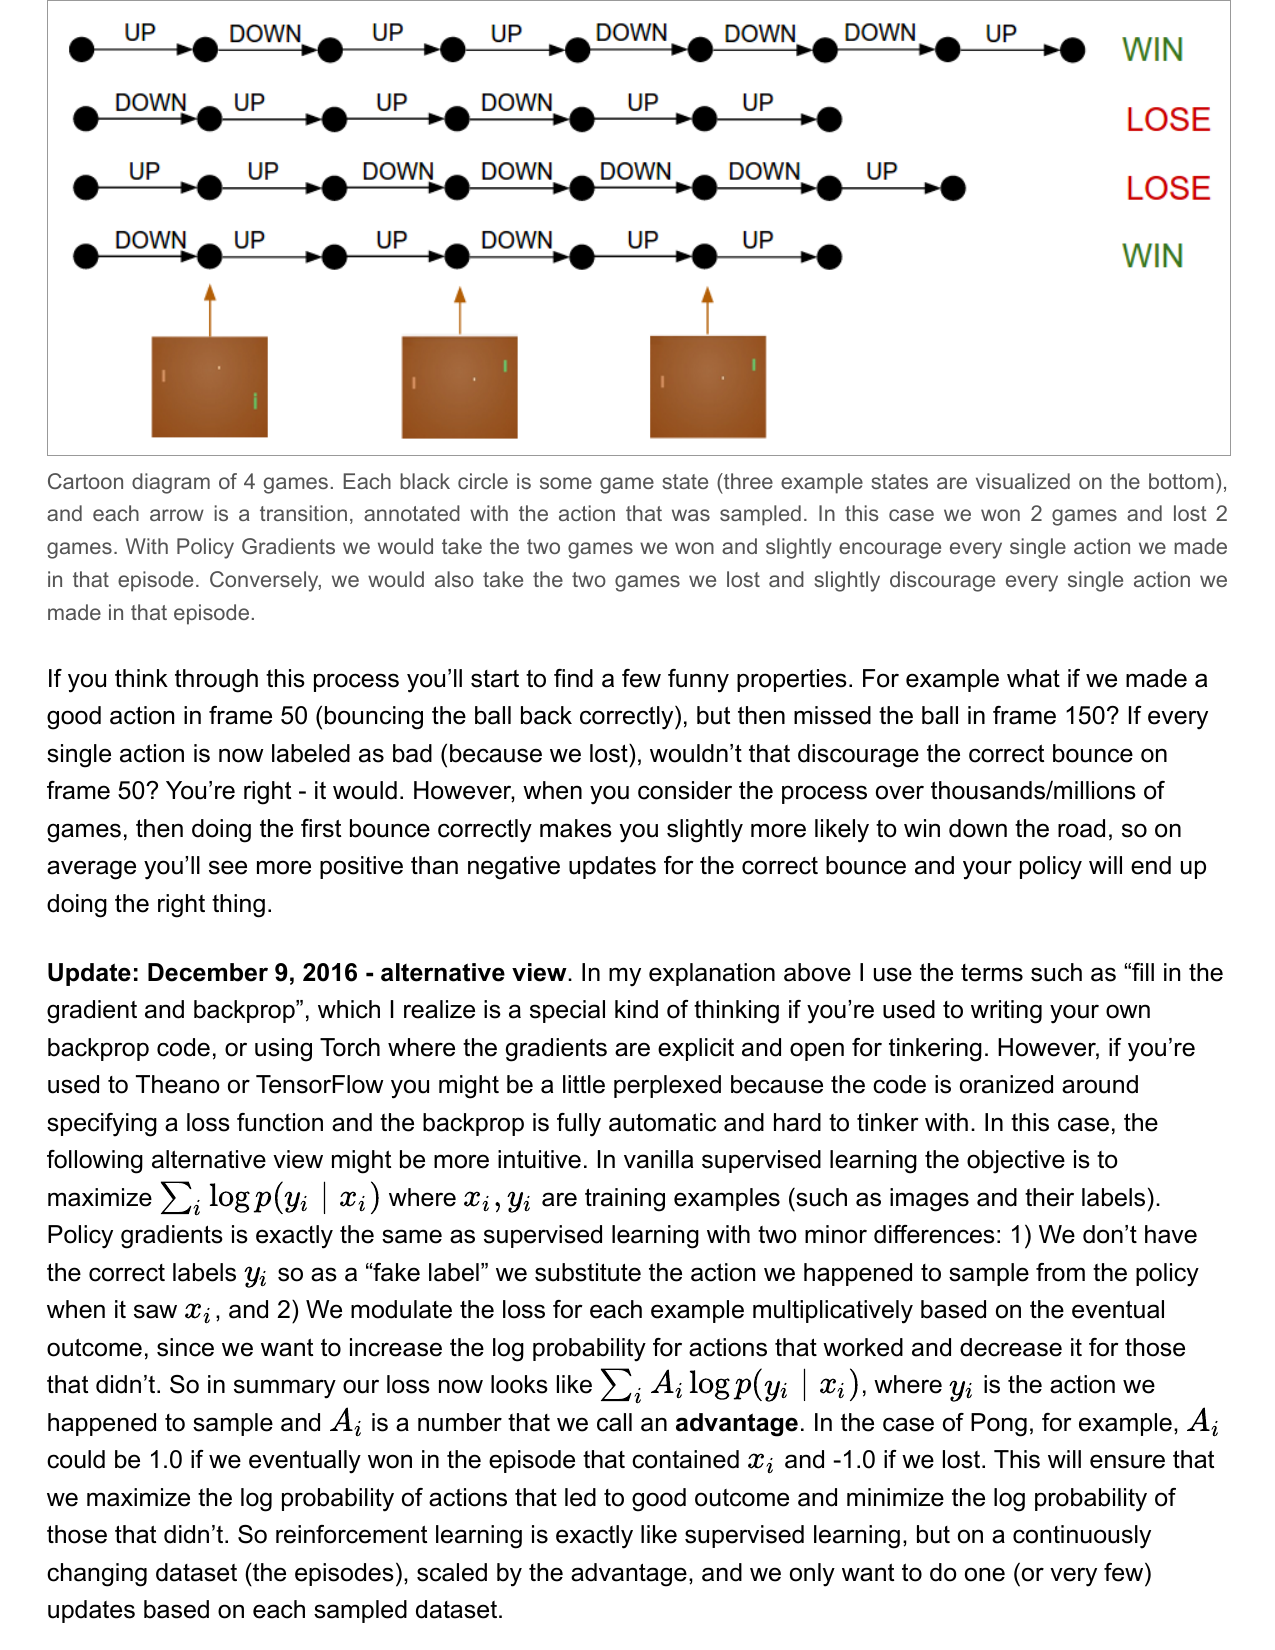 UP DOWN UP UP DOWN DOWN DOWN UP WIN
DOWN UP UP DOWN UP UP LOSE
UP UP DOWN DOWN DOWN DOWN UP LOSE
DOWN UP UP DOWN UP UP WIN
Cartoon diagram of 4 games. Each black circle is some game state (three example states are visualized on the bottom),
and each arrow is a transition, annotated with the action that was sampled. In this case we won 2 games and lost 2
games. With Policy Gradients we would take the two games we won and slightly encourage every single action we made
in that episode. Conversely, we would also take the two games we lost and slightly discourage every single action we
made in that episode.
If you think through this process you’ll start to find a few funny properties. For example what if we made a
good action in frame 50 (bouncing the ball back correctly), but then missed the ball in frame 150? If every
single action is now labeled as bad (because we lost), wouldn’t that discourage the correct bounce on
frame 50? You’re right - it would. However, when you consider the process over thousands/millions of
games, then doing the first bounce correctly makes you slightly more likely to win down the road, so on
average you’ll see more positive than negative updates for the correct bounce and your policy will end up
doing the right thing.
Update: December 9, 2016 - alternative view. In my explanation above I use the terms such as “fill in the
gradient and backprop”, which I realize is a special kind of thinking if you’re used to writing your own
backprop code, or using Torch where the gradients are explicit and open for tinkering. However, if you’re
used to Theano or TensorFlow you might be a little perplexed because the code is oranized around
specifying a loss function and the backprop is fully automatic and hard to tinker with. In this case, the
following alternative view might be more intuitive. In vanilla supervised learning the objective is to
maximize ∑_i log p(y_i | x_i) where x_i, y_i are training examples (such as images and their labels).
Policy gradients is exactly the same as supervised learning with two minor differences: 1) We don’t have
the correct labels y_i so as a “fake label” we substitute the action we happened to sample from the policy
when it saw x_i, and 2) We modulate the loss for each example multiplicatively based on the eventual
outcome, since we want to increase the log probability for actions that worked and decrease it for those
that didn’t. So in summary our loss now looks like ∑_i A_i log p(y_i | x_i), where y_i is the action we
happened to sample and A_i is a number that we call an advantage. In the case of Pong, for example, A_i
could be 1.0 if we eventually won in the episode that contained x_i and -1.0 if we lost. This will ensure that
we maximize the log probability of actions that led to good outcome and minimize the log probability of
those that didn’t. So reinforcement learning is exactly like supervised learning, but on a continuously
changing dataset (the episodes), scaled by the advantage, and we only want to do one (or very few)
updates based on each sampled dataset.